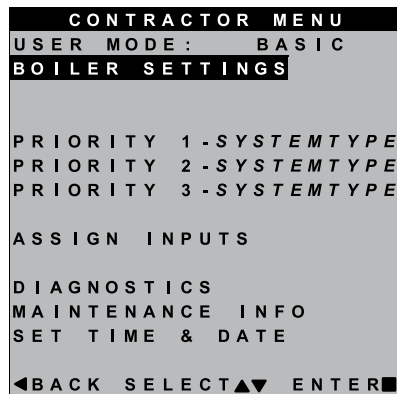 CONTRACTOR MENU
USER MODE: BASIC
BOILER SETTINGS
PRIORITY 1-SYSTEMTYPE
PRIORITY 2-SYSTEMTYPE
PRIORITY 3-SYSTEMTYPE
ASSIGN INPUTS
DIAGNOSTICS
MAINTENANCE INFO
SET TIME & DATE
◀BACK SELECT▲▼ ENTER■